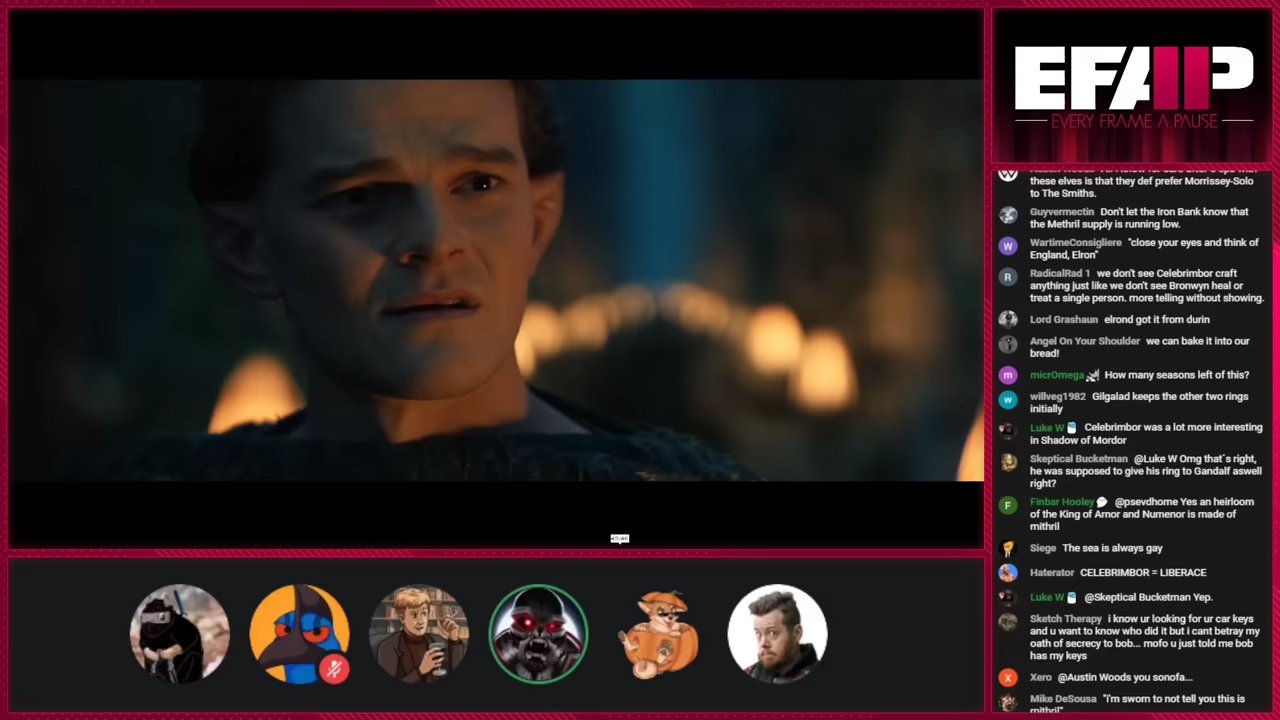 EFAP
EVERY FRAME A PAUSE
these elves is that they def prefer Morrissey-Solo
to The Smiths.
Guyvermectin Don't let the Iron Bank know that
the Methril supply is running low.
W
WartimeConsigliere "close your eyes and think of
England, Elron"
R
RadicalRad 1 we don't see Celebrimbor craft
anything just like we don't see Bronwyn heal or
treat a single person. more telling without showing.
Lord Grashaun elrond got it from durin
Angel On Your Shoulder we can bake it into our
bread!
m
micrOmega How many seasons left of this?
w
willveg1982 Gilgalad keeps the other two rings
initially
Luke W Celebrimbor was a lot more interesting
in Shadow of Mordor
Skeptical Bucketman @Luke W Omg that´s right,
he was supposed to give his ring to Gandalf aswell
right?
F
Finbar Hooley @psevdhome Yes an heirloom
of the King of Arnor and Numenor is made of
mithril
Siege The sea is always gay
Haterator CELEBRIMBOR = LIBERACE
Luke W @Skeptical Bucketman Yep.
Sketch Therapy i know ur looking for ur car keys
and u want to know who did it but i cant betray my
oath of secrecy to bob... mofo u just told me bob
has my keys
X
Xero @Austin Woods you sonofa...
Mike DeSousa "i'm sworn to not tell you this is
mithril"
45:46